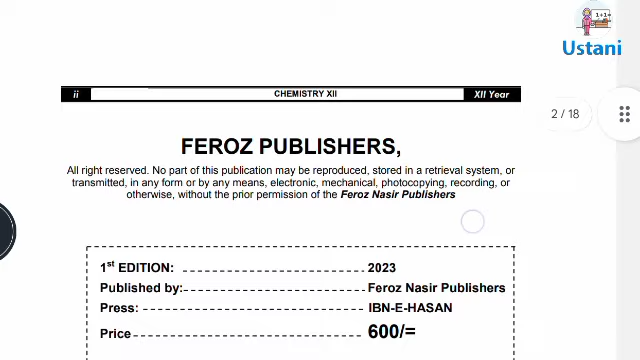 1+1=
Ustani
ii CHEMISTRY XII XII Year
2 / 18
FEROZ PUBLISHERS,
All right reserved. No part of this publication may be reproduced, stored in a retrieval system, or
transmitted, in any form or by any means, electronic, mechanical, photocopying, recording, or
otherwise, without the prior permission of the Feroz Nasir Publishers
1st EDITION: 2023
Published by: Feroz Nasir Publishers
Press: IBN-E-HASAN
Price 600/=